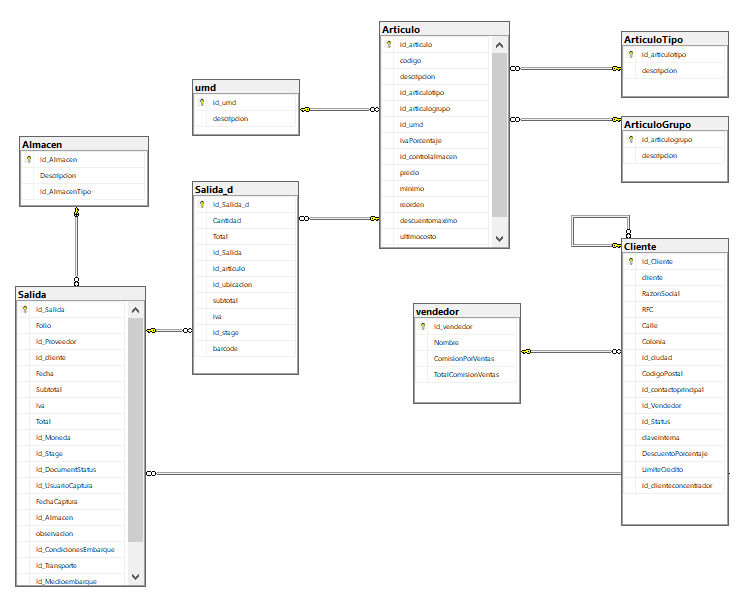 Articulo
id_articulo
codigo
descripcion
id_articulotipo
id_articulogrupo
id_umd
ivaPorcentaje
id_controlalmacen
precio
minimo
reorden
descuentomaximo
ultimocosto
ArticuloTipo
id_articulotipo
descripcion
umd
id_umd
descripcion
ArticuloGrupo
id_articulogrupo
descripcion
Almacen
Id_Almacen
Descripcion
Id_AlmacenTipo
Salida_d
Id_Salida_d
Cantidad
Total
Id_Salida
id_articulo
id_ubicacion
subtotal
iva
id_stage
barcode
Cliente
Id_Cliente
cliente
RazonSocial
RFC
Calle
Colonia
id_ciudad
CodigoPostal
id_contactoprincipal
Id_Vendedor
Id_Status
claveInterna
DescuentoPorcentaje
LimiteCredito
id_clienteconcentrador
Salida
Id_Salida
Folio
Id_Proveedor
Id_cliente
Fecha
Subtotal
Iva
Total
Id_Moneda
Id_Stage
Id_DocumentStatus
Id_UsuarioCaptura
FechaCaptura
Id_Almacen
observacion
Id_CondicionesEmbarque
Id_Transporte
Id_Medioembarque
vendedor
Id_vendedor
Nombre
ComisionPorVentas
TotalComisionVentas